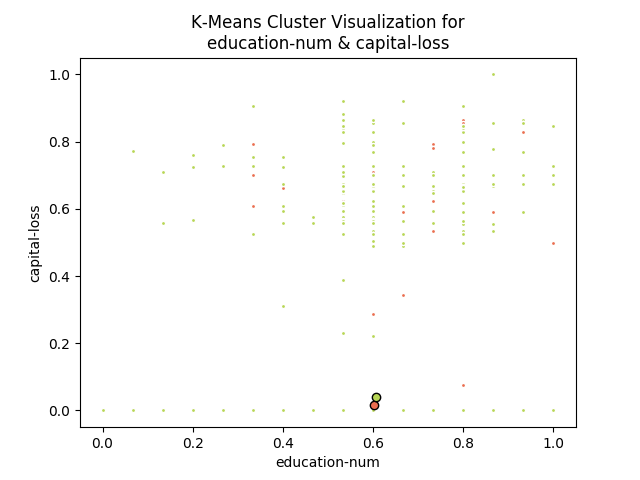 K-Means Cluster Visualization for
education-num & capital-loss
1.0
0.8
0.6
0.4
0.2
0.0
capital-loss
0.0 0.2 0.4 0.6 0.8 1.0
education-num